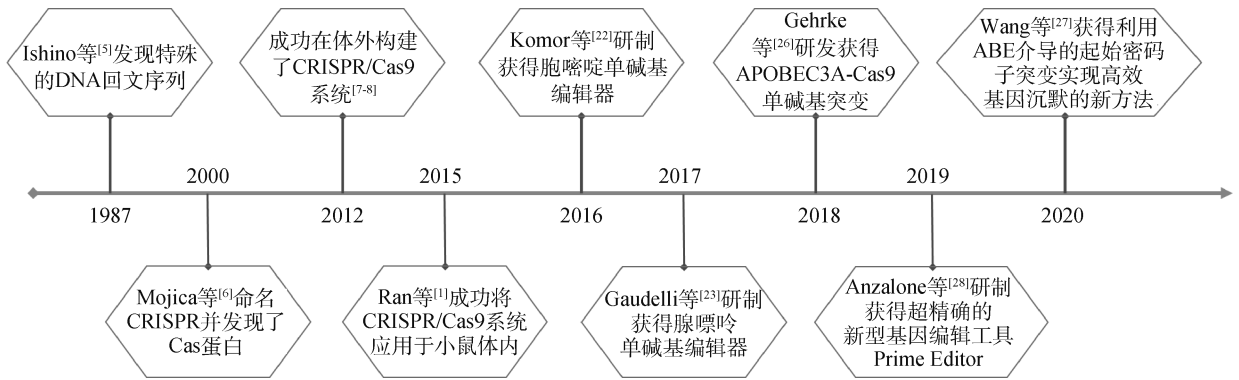 Ishino等[5]发现特殊
的DNA回文序列
成功在体外构建
了CRISPR/Cas9
系统[7-8]
Komor等[22]研制
获得胞嘧啶单碱基
编辑器
Gehrke
等[26]研发获得
APOBEC3A-Cas9
单碱基突变
Wang等[27]获得利用
ABE介导的起始密码
子突变实现高效
基因沉默的新方法
2000
2015
2017
2019
1987
2012
2016
2018
2020
Mojica等[6]命名
CRISPR并发现了
Cas蛋白
Ran等[1]成功将
CRISPR/Cas9系统
应用于小鼠体内
Gaudelli等[23]研制
获得腺嘌呤
单碱基编辑器
Anzalone等[28]研制
获得超精确的
新型基因编辑工具
Prime Editor